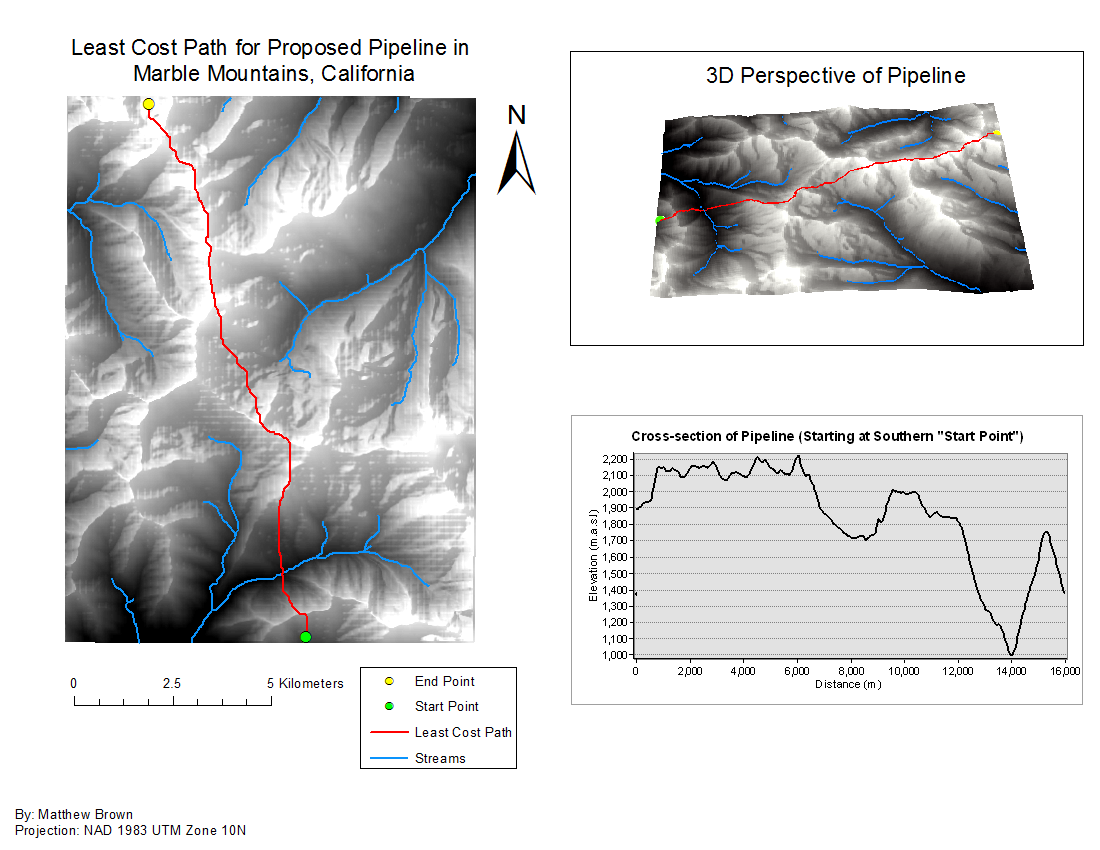 Least Cost Path for Proposed Pipeline in
Marble Mountains, California
N
0 2.5 5 Kilometers
End Point
Start Point
Least Cost Path
Streams
By: Matthew Brown
Projection: NAD 1983 UTM Zone 10N
3D Perspective of Pipeline
Cross-section of Pipeline (Starting at Southern "Start Point")
Elevation (m.a.s.l)
2,200
2,100
2,000
1,900
1,800
1,700
1,600
1,500
1,400
1,300
1,200
1,100
1,000
0 2,000 4,000 6,000 8,000 10,000 12,000 14,000 16,000
Distance (m)